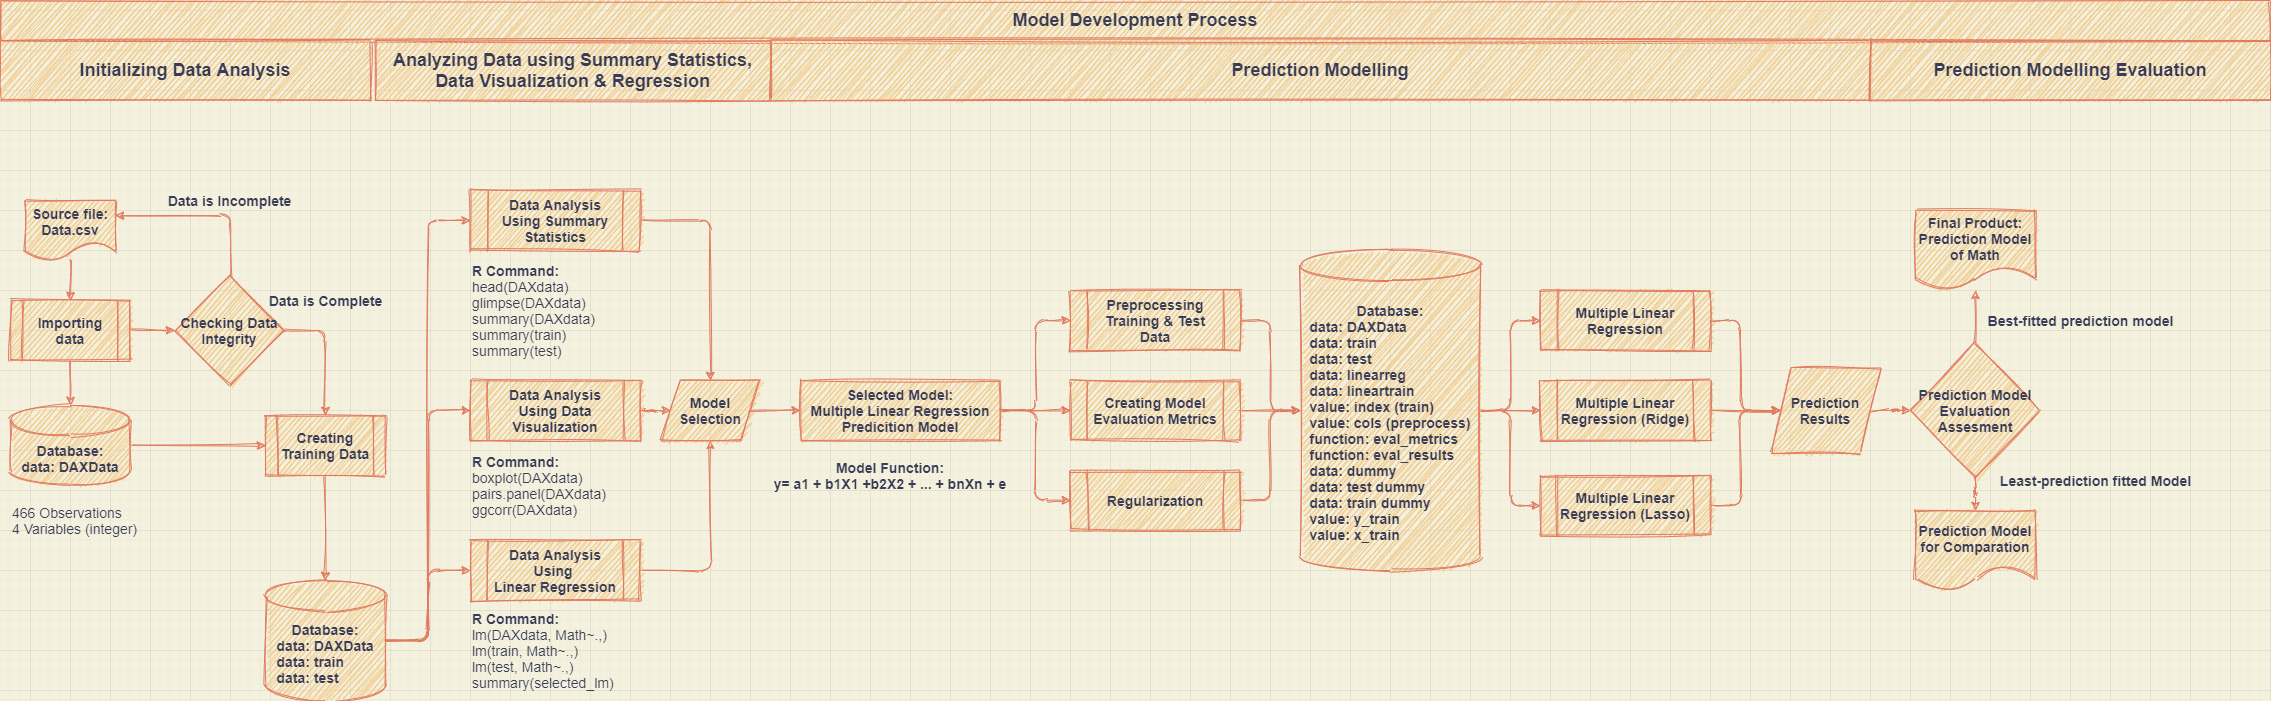 Model Development Process
Initializing Data Analysis
Analyzing Data using Summary Statistics,
Data Visualization & Regression
Prediction Modelling
Prediction Modelling Evaluation
Data is Incomplete
Source file:
Data.csv
Data is Complete
Importing
data
Checking Data
Integrity
Database:
data: DAXData
Creating
Training Data
466 Observations
4 Variables (integer)
Database:
data: DAXData
data: train
data: test
Data Analysis
Using Summary
Statistics
R Command:
head(DAXdata)
glimpse(DAXdata)
summary(DAXdata)
summary(train)
summary(test)
Data Analysis
Using Data
Visualization
R Command:
boxplot(DAXdata)
pairs.panel(DAXdata)
ggcorr(DAXdata)
Data Analysis
Using
Linear Regression
R Command:
lm(DAXdata, Math~.,)
lm(train, Math~.,)
lm(test, Math~.,)
summary(selected_lm)
Model
Selection
Selected Model:
Multiple Linear Regression
Predicition Model
Model Function:
y= a1 + b1X1 +b2X2 + ... + bnXn + e
Preprocessing
Training & Test
Data
Creating Model
Evaluation Metrics
Regularization
Database:
data: DAXData
data: train
data: test
data: linearreg
data: lineartrain
value: index (train)
value: cols (preprocess)
function: eval_metrics
function: eval_results
data: dummy
data: test dummy
data: train dummy
value: y_train
value: x_train
Multiple Linear
Regression
Multiple Linear
Regression (Ridge)
Multiple Linear
Regression (Lasso)
Prediction
Results
Final Product:
Prediction Model
of Math
Best-fitted prediction model
Prediction Model
Evaluation
Assesment
Least-prediction fitted Model
Prediction Model
for Comparation